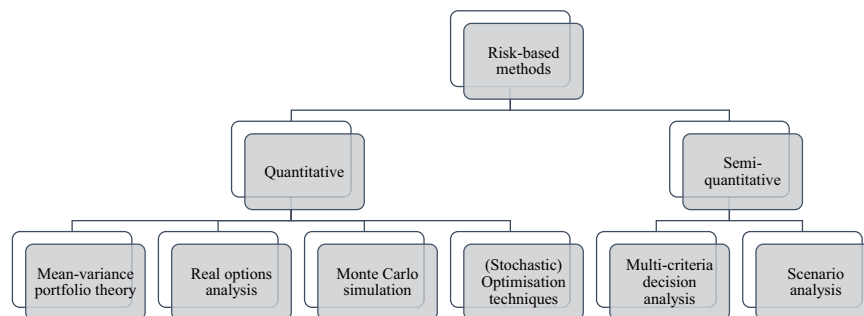 Risk-based
methods
Quantitative
Semi-
quantitative
Mean-variance
portfolio theory
Real options
analysis
Monte Carlo
simulation
(Stochastic)
Optimisation
techniques
Multi-criteria
decision
analysis
Scenario
analysis